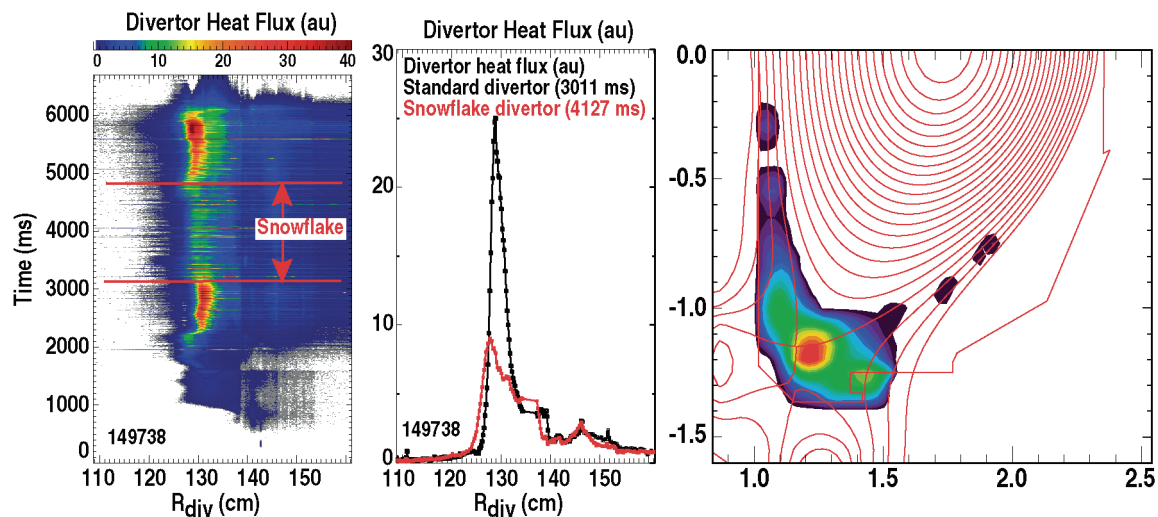 Divertor Heat Flux (au)
0 10 20 30 40
Time (ms)
6000
5000
4000
3000
2000
1000
0
Snowflake
149738
110 120 130 140 150
Rdiv (cm)
Divertor Heat Flux (au)
30
20
10
0
Divertor heat flux (au)
Standard divertor (3011 ms)
Snowflake divertor (4127 ms)
149738
110 120 130 140 150
Rdiv (cm)
0.0
-0.5
-1.0
-1.5
1.0 1.5 2.0 2.5